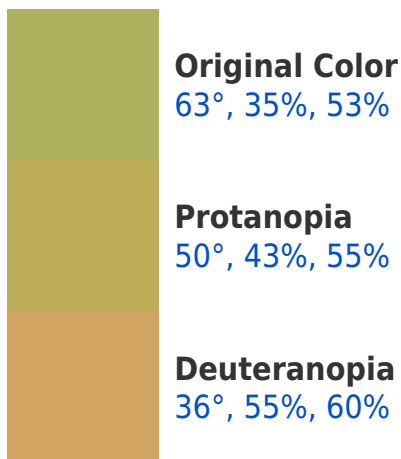 Original Color
63°, 35%, 53%
Protanopia
50°, 43%, 55%
Deuteranopia
36°, 55%, 60%